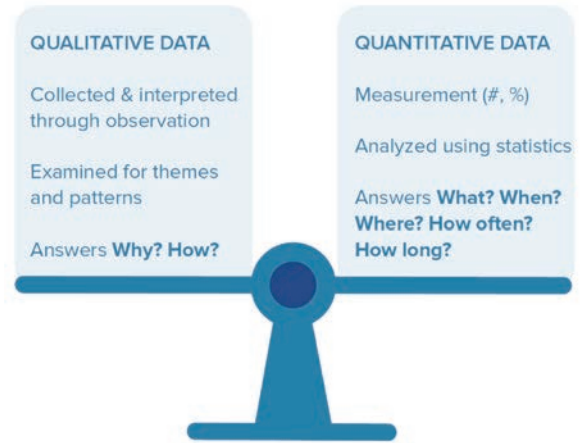 QUALITATIVE DATA
Collected & interpreted
through observation
Examined for themes
and patterns
Answers Why? How?
QUANTITATIVE DATA
Measurement (#, %)
Analyzed using statistics
Answers What? When?
Where? How often?
How long?